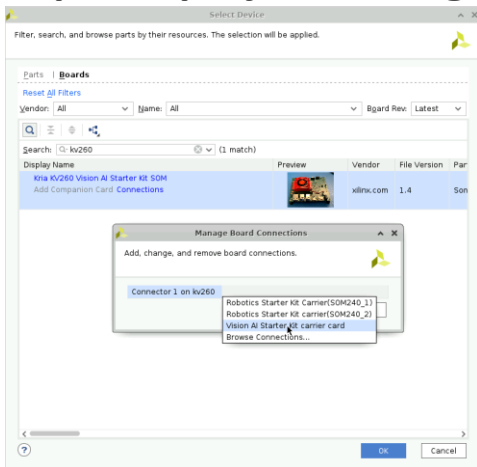 Select Device
Filter, search, and browse parts by their resources. The selection will be applied.
Parts | Boards
Reset All Filters
Vendor: All Name: All Board Rev: Latest
Search: kv260 (1 match)
Display Name Preview Vendor File Version Par
Kria KV260 Vision AI Starter Kit SOM
Add Companion Card Connections xilinx.com 1.4 Som
Manage Board Connections
Add, change, and remove board connections.
Connector 1 on kv260
Robotics Starter Kit Carrier(SOM240_1)
Robotics Starter Kit carrier(SOM240_2)
Vision AI Starter Kit carrier card
Browse Connections...
? OK Cancel